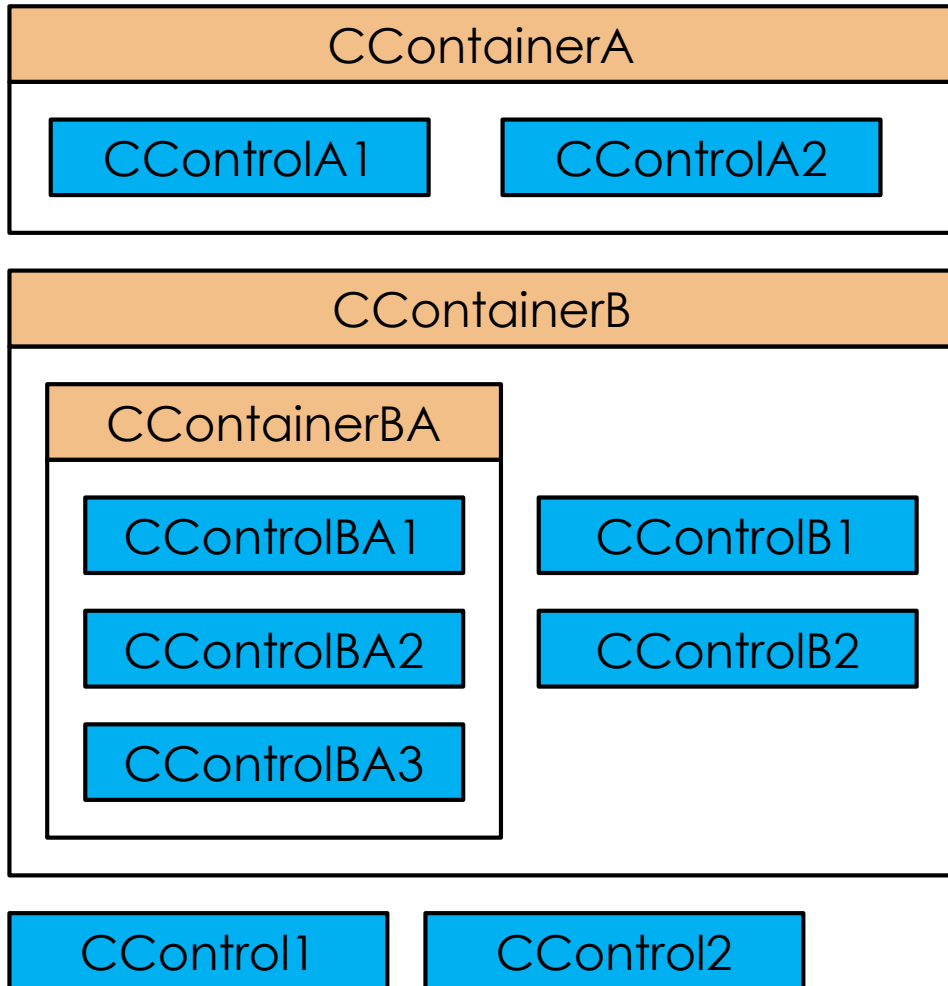 CContainerA
CControlA1 CControlA2
CContainerB
CContainerBA
CControlBA1 CControlB1
CControlBA2 CControlB2
CControlBA3
CControl1 CControl2